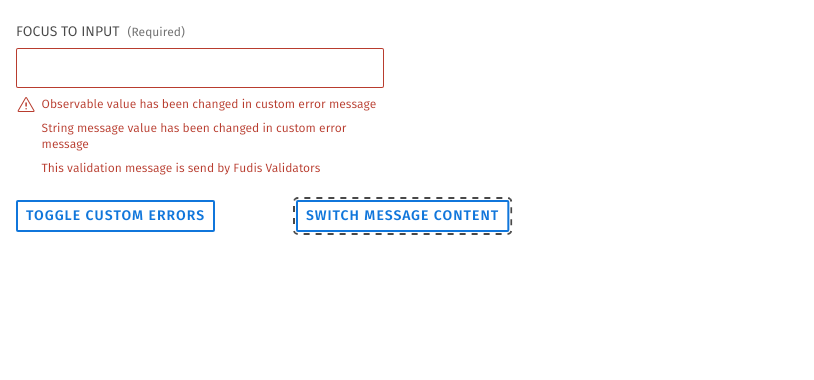 FOCUS TO INPUT (Required)
Observable value has been changed in custom error message
String message value has been changed in custom error
message
This validation message is send by Fudis Validators
TOGGLE CUSTOM ERRORS SWITCH MESSAGE CONTENT